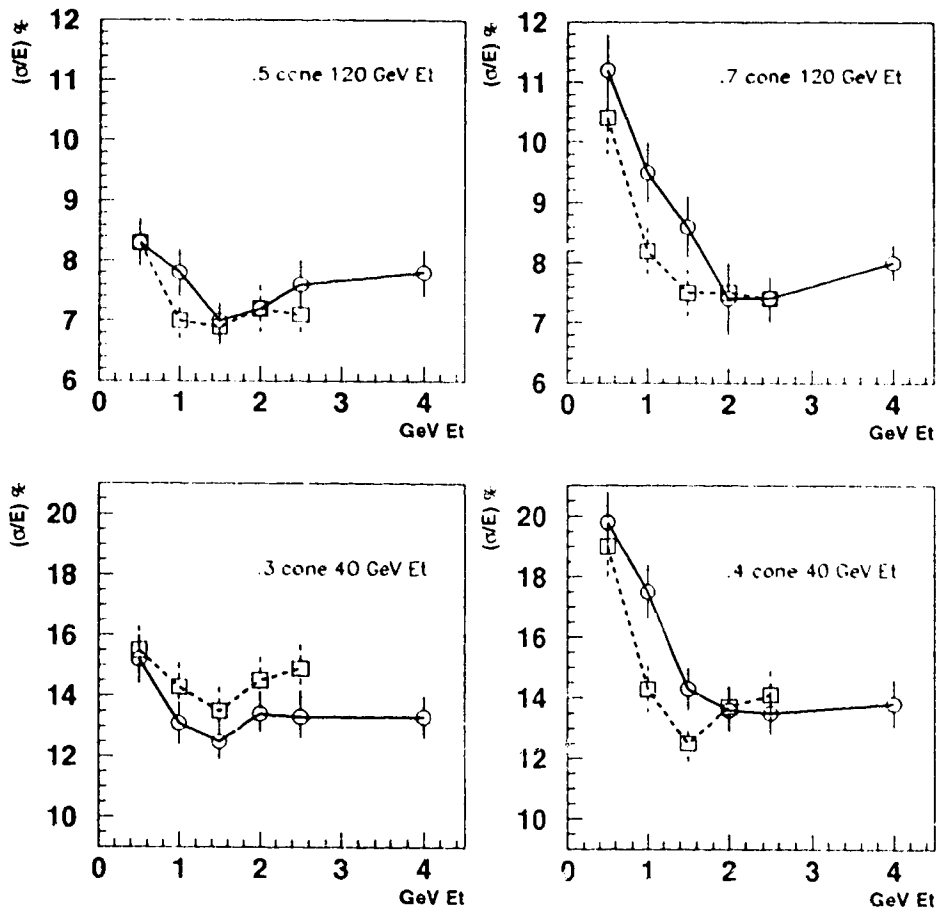 (σ/E) %
.5 cone 120 GeV Et
12
11
10
9
8
7
6
0 1 2 3 4
GeV Et
(σ/E) %
.7 cone 120 GeV Et
12
11
10
9
8
7
6
0 1 2 3 4
GeV Et
(σ/E) %
.3 cone 40 GeV Et
20
18
16
14
12
10
0 1 2 3 4
GeV Et
(σ/E) %
.4 cone 40 GeV Et
20
18
16
14
12
10
0 1 2 3 4
GeV Et